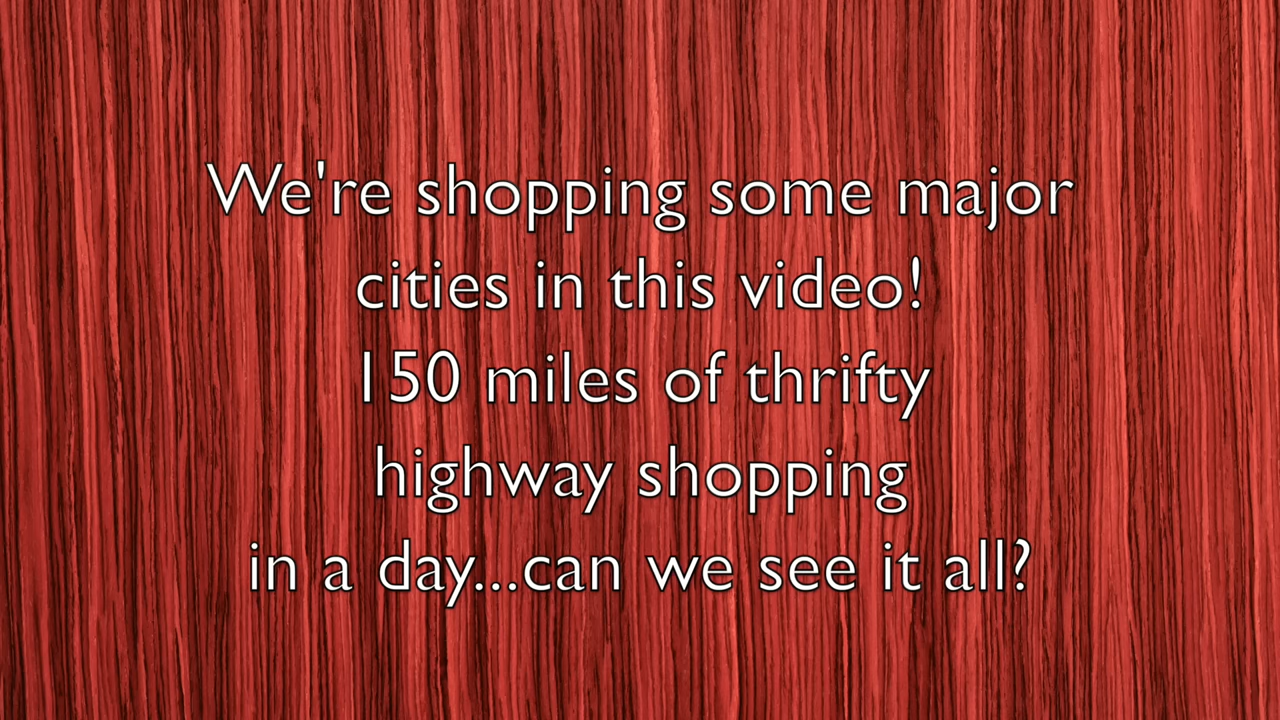 We're shopping some major
cities in this video!
150 miles of thrifty
highway shopping
in a day...can we see it all?